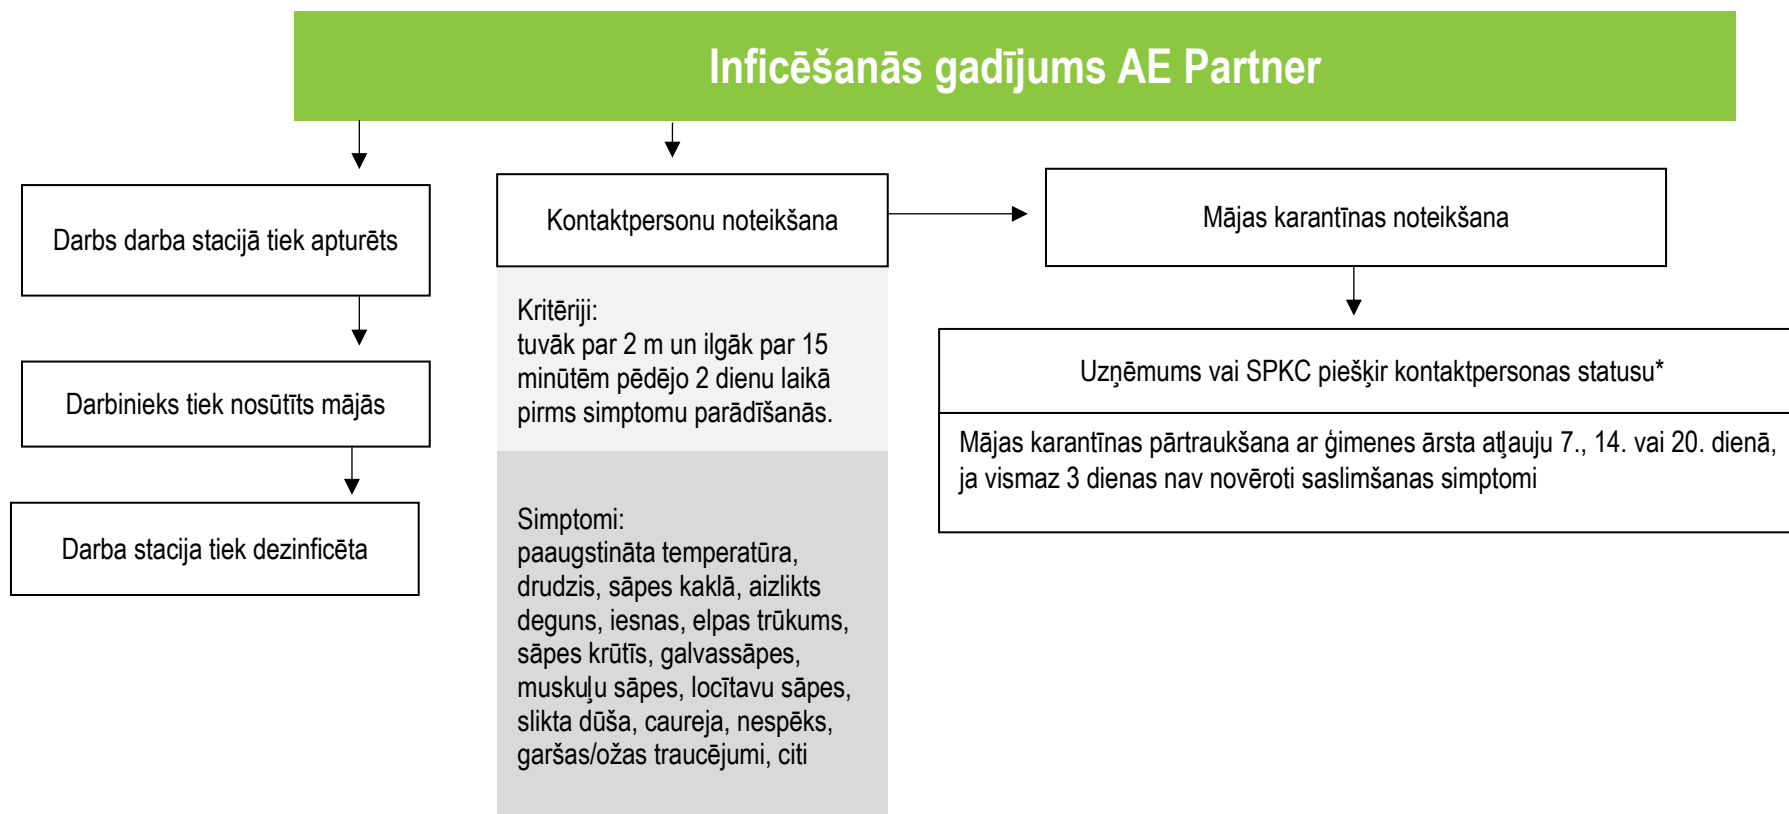 Inficēšanās gadījums AE Partner
Darbs darba stacijā tiek apturēts
Darbinieks tiek nosūtīts mājās
Darba stacija tiek dezinficēta
Kontaktpersonu noteikšana
Kritēriji:
tuvāk par 2 m un ilgāk par 15
minūtēm pēdējo 2 dienu laikā
pirms simptomu parādīšanās.
Simptomi:
paaugstināta temperatūra,
drudzis, sāpes kaklā, aizlikts
deguns, iesnas, elpas trūkums,
sāpes krūtīs, galvassāpes,
muskuļu sāpes, locītavu sāpes,
slikta dūša, caureja, nespēks,
garšas/ožas traucējumi, citi
Mājas karantīnas noteikšana
Uzņēmums vai SPKC piešķir kontaktpersonas statusu*
Mājas karantīnas pārtraukšana ar ģimenes ārsta atļauju 7., 14. vai 20. dienā,
ja vismaz 3 dienas nav novēroti saslimšanas simptomi